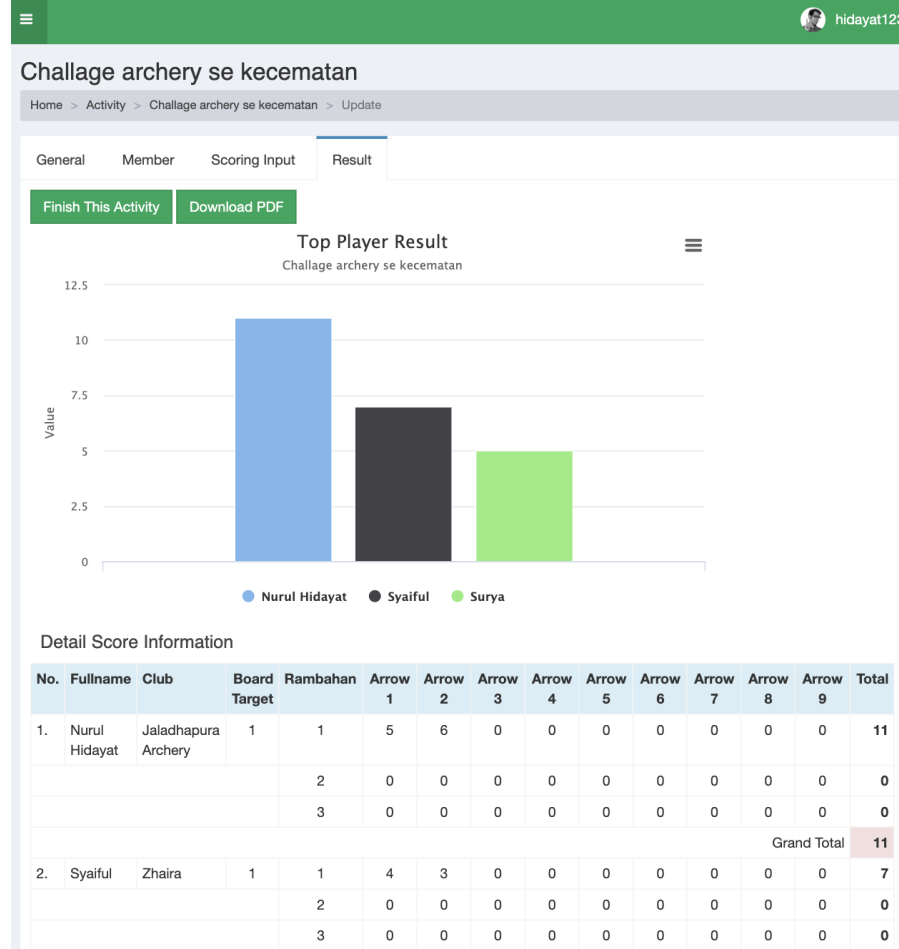 hidayat123
Challage archery se kecematan
Home > Activity > Challage archery se kecematan > Update
General Member Scoring Input Result
Finish This Activity Download PDF
Top Player Result
Challage archery se kecematan
12.5
10
7.5
5
2.5
0
Value
Nurul Hidayat Syaiful Surya
Detail Score Information
No. Fullname Club Board Target Rambahan Arrow 1 Arrow 2 Arrow 3 Arrow 4 Arrow 5 Arrow 6 Arrow 7 Arrow 8 Arrow 9 Total
1. Nurul Hidayat Jaladhapura Archery 1 1 5 6 0 0 0 0 0 0 0 11
2 0 0 0 0 0 0 0 0 0 0
3 0 0 0 0 0 0 0 0 0 0
Grand Total 11
2. Syaiful Zhaira 1 1 4 3 0 0 0 0 0 0 0 7
2 0 0 0 0 0 0 0 0 0 0
3 0 0 0 0 0 0 0 0 0 0